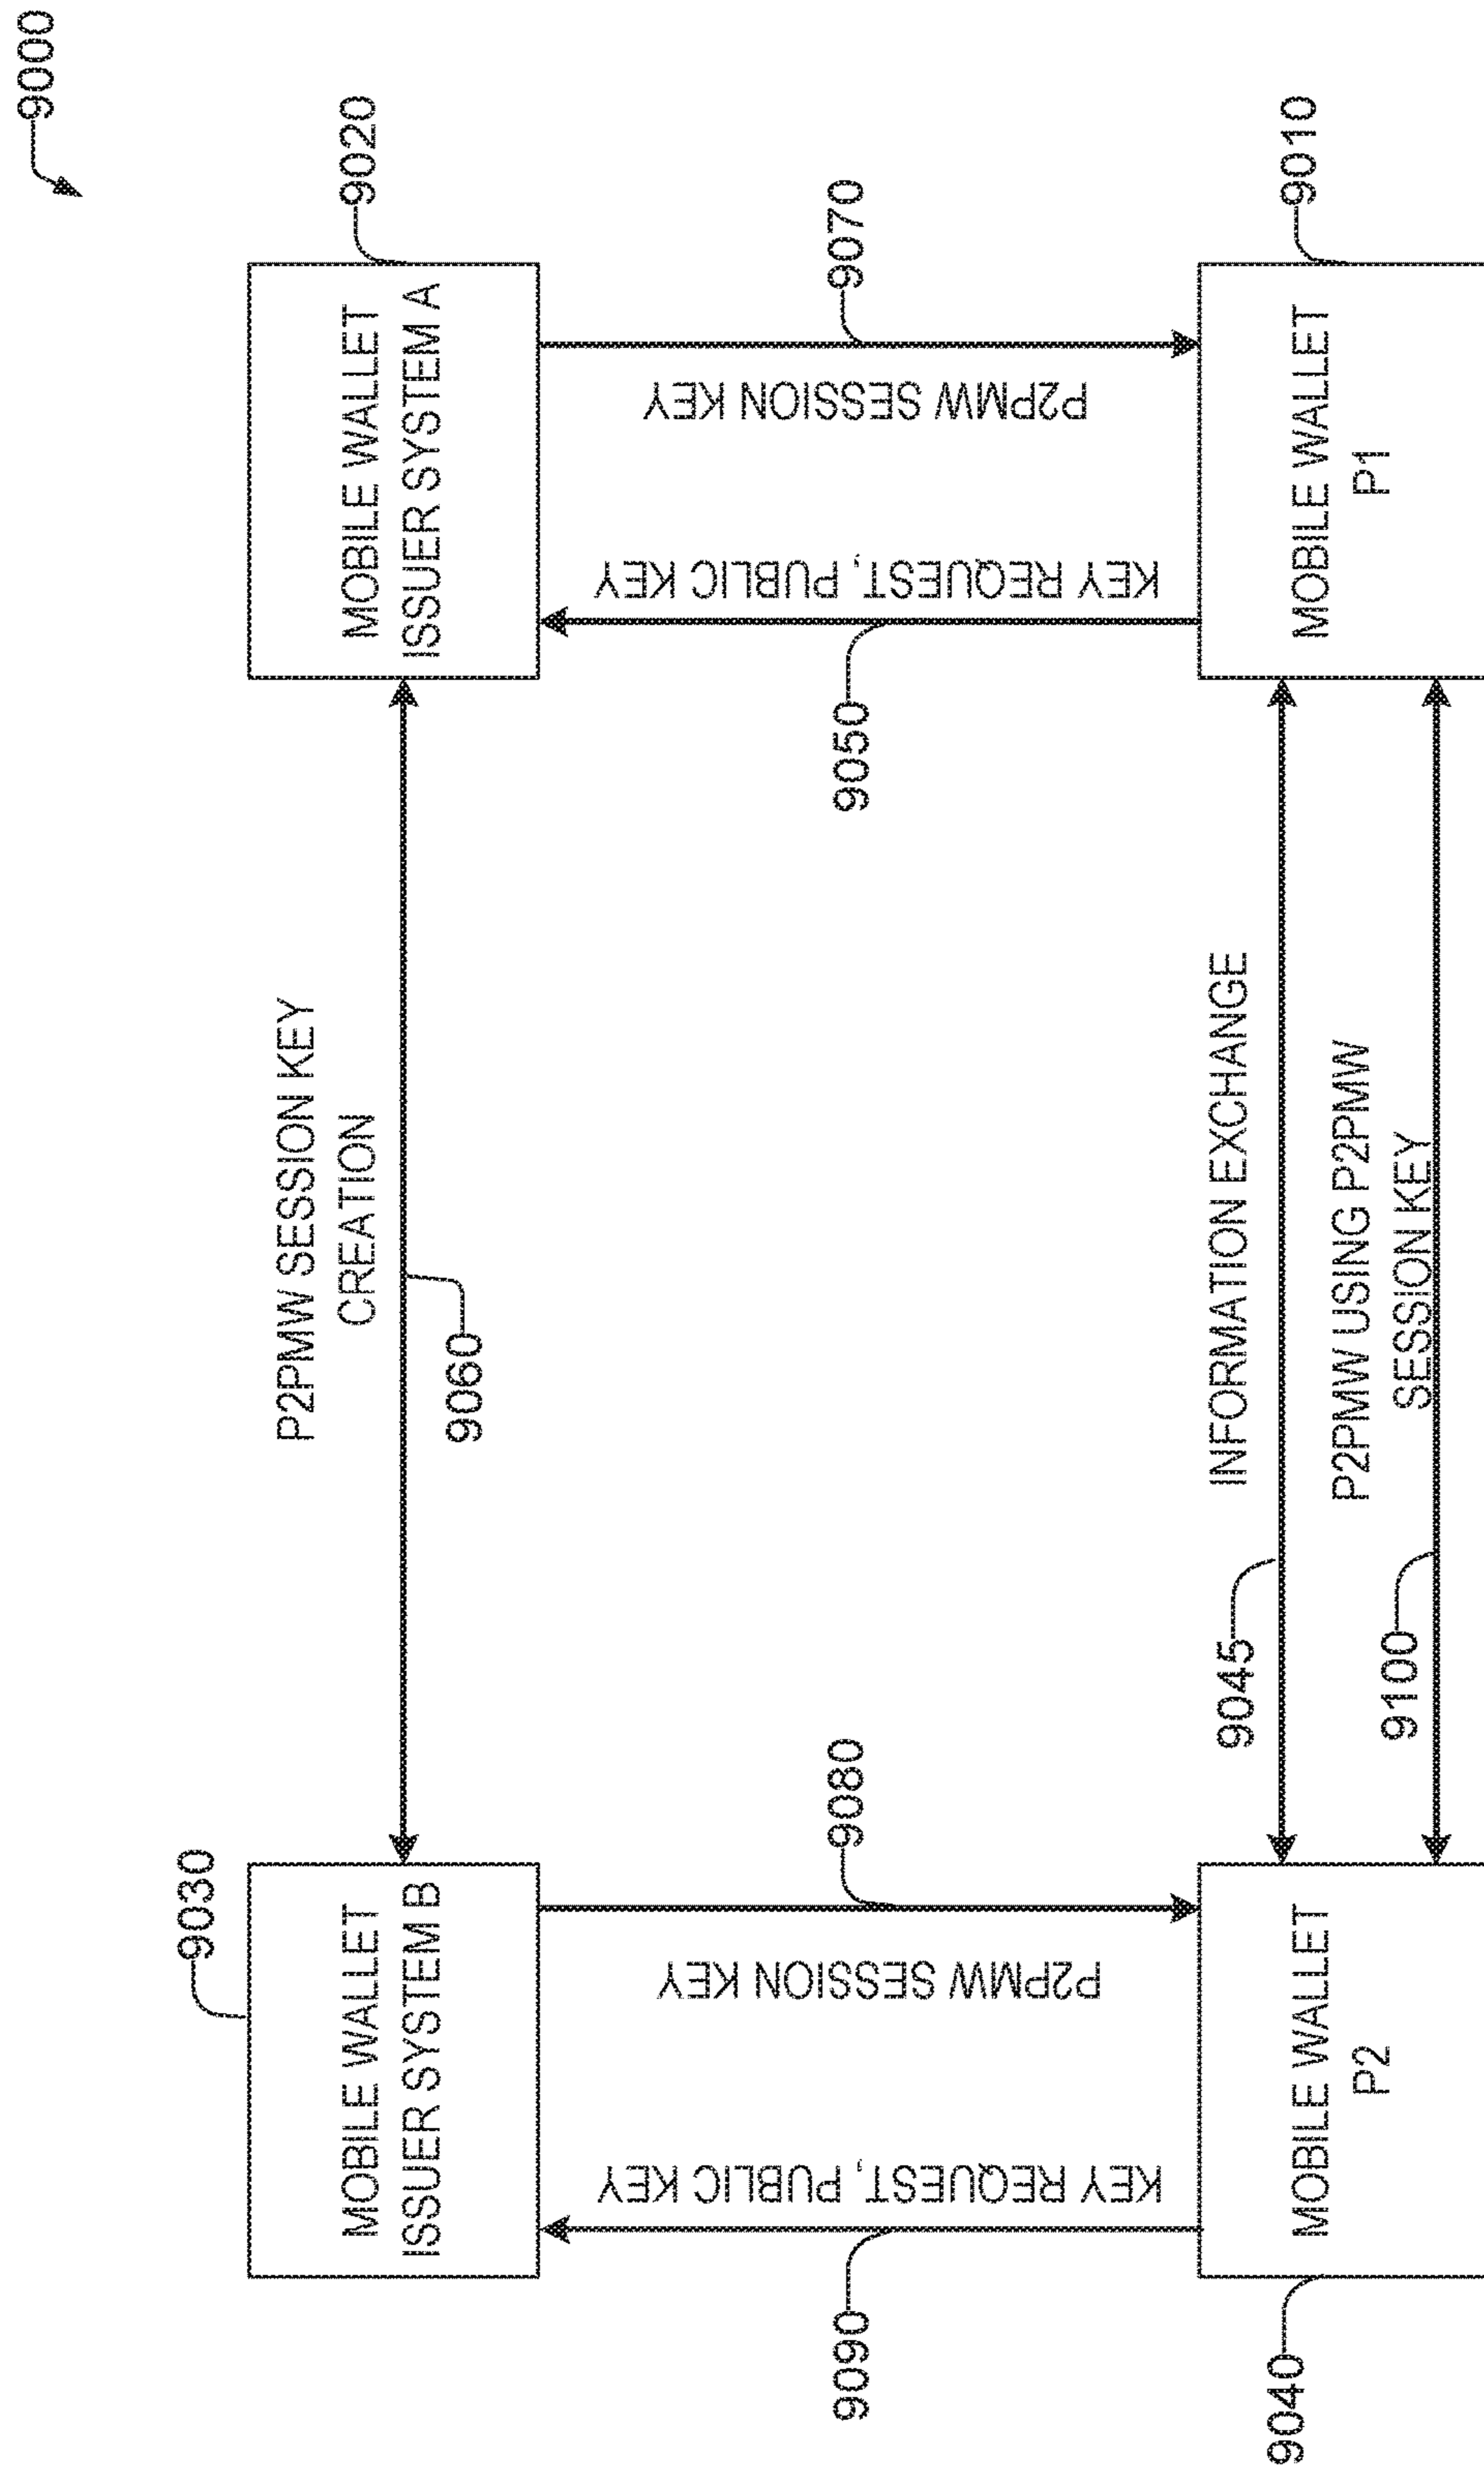 9000
9030
MOBILE WALLET
ISSUER SYSTEM B
P2PMW SESSION KEY
CREATION
9060
MOBILE WALLET
ISSUER SYSTEM A
9020
9090
KEY REQUEST, PUBLIC KEY
P2PMW SESSION KEY
9080
9050
KEY REQUEST, PUBLIC KEY
P2PMW SESSION KEY
9070
9040
MOBILE WALLET
P2
9045
INFORMATION EXCHANGE
9100
P2PMW USING P2PMW
SESSION KEY
MOBILE WALLET
P1
9010